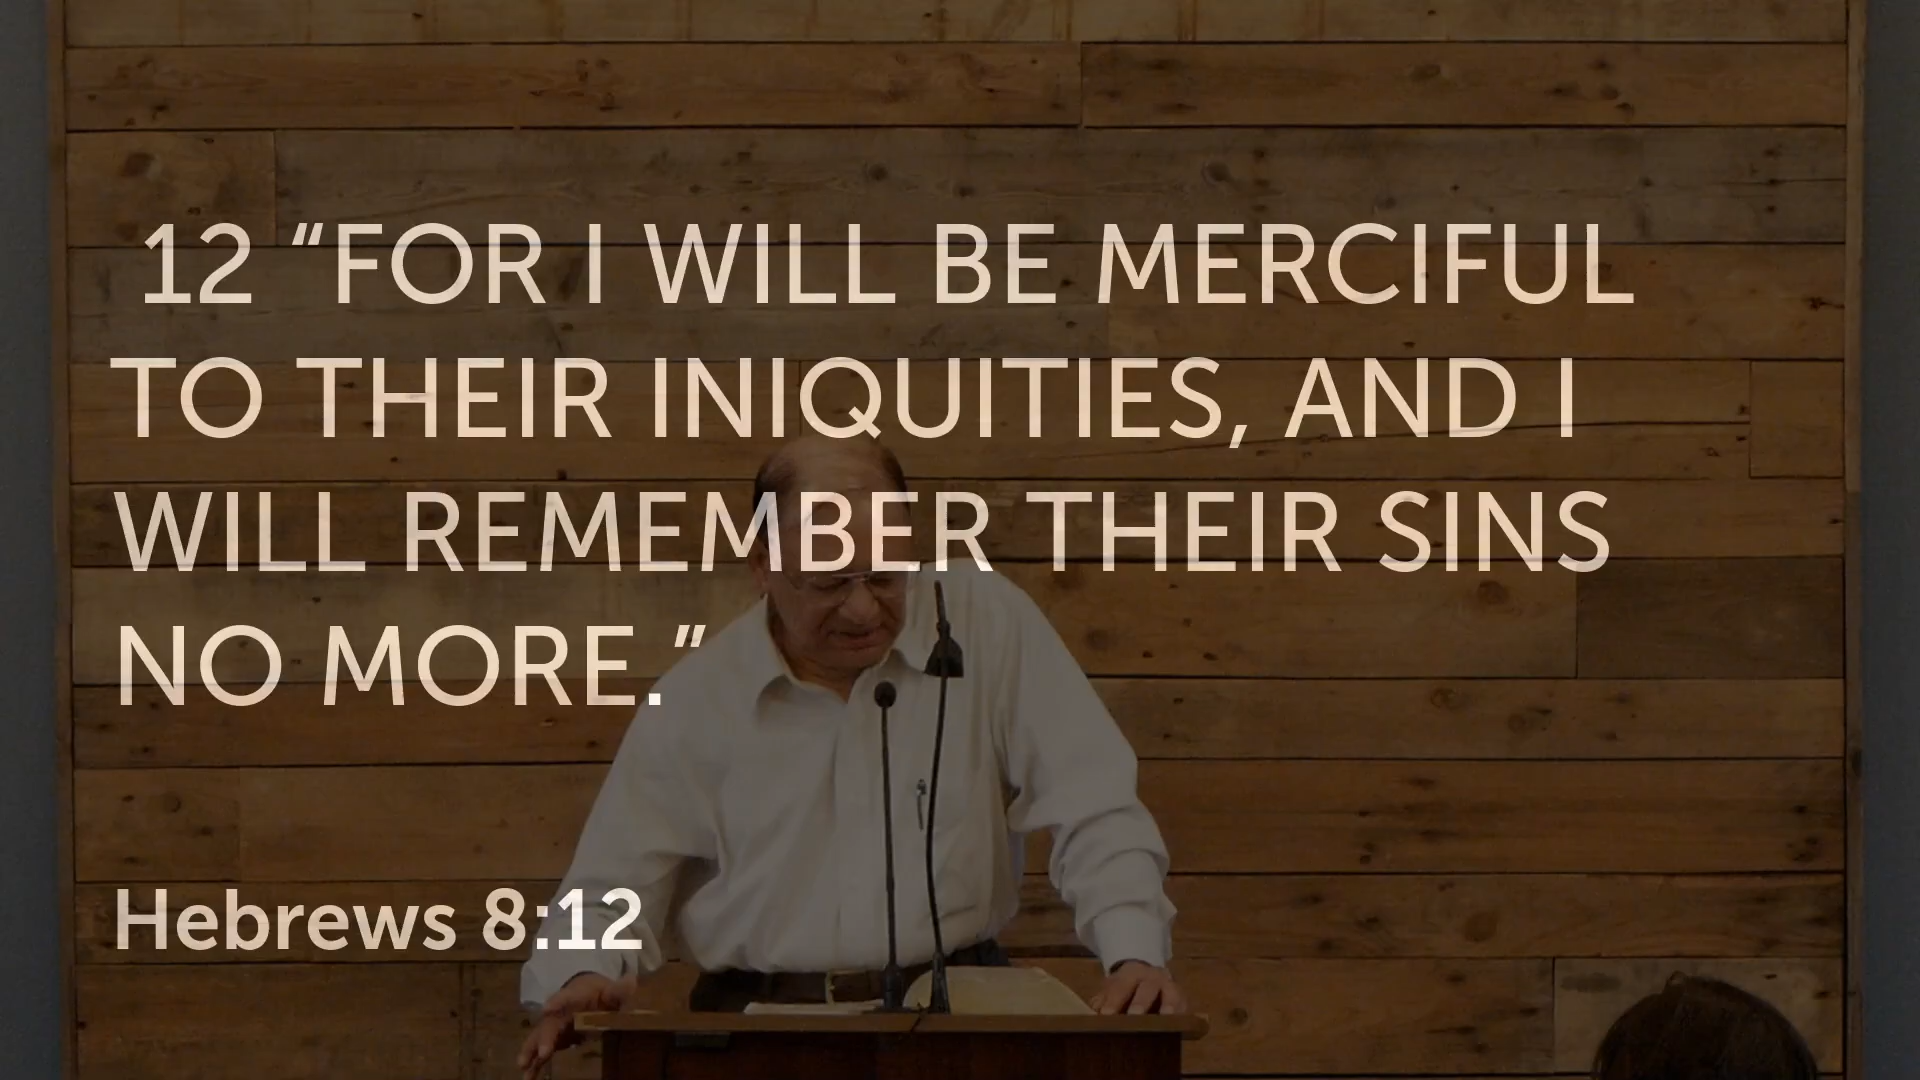 12 “FOR I WILL BE MERCIFUL
TO THEIR INIQUITIES, AND I
WILL REMEMBER THEIR SINS
NO MORE.”
Hebrews 8:12